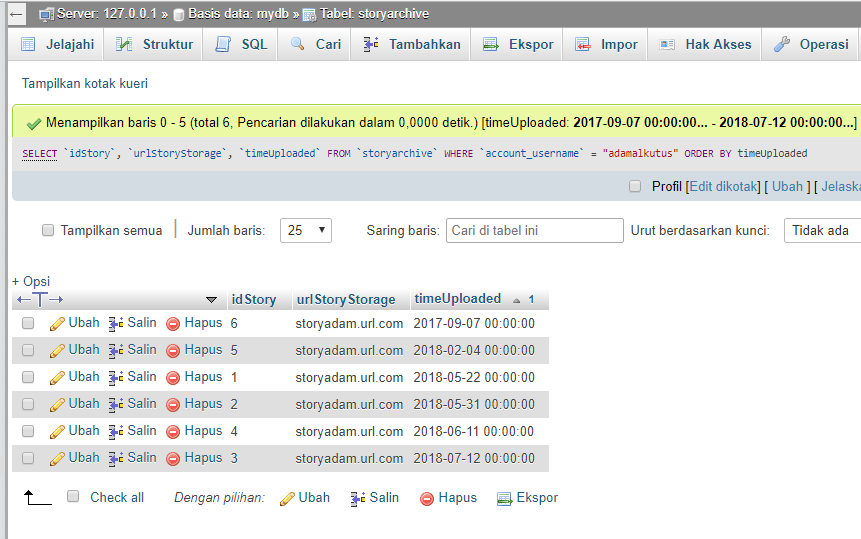 Server: 127.0.0.1 » Basis data: mydb » Tabel: storyarchive
Jelajahi Struktur SQL Cari Tambahkan Ekspor Impor Hak Akses Operasi
Tampilkan kotak kueri
Menampilkan baris 0 - 5 (total 6, Pencarian dilakukan dalam 0,0000 detik.) [timeUploaded: 2017-09-07 00:00:00... - 2018-07-12 00:00:00...]
SELECT `idStory`, `urlStoryStorage`, `timeUploaded` FROM `storyarchive` WHERE `account_username` = "adamalkutus" ORDER BY timeUploaded
Profil [Edit dikotak] [ Ubah ] [ Jelaska
Tampilkan semua | Jumlah baris: 25 Saring baris: Cari di tabel ini Urut berdasarkan kunci: Tidak ada
+ Opsi
←T→ idStory urlStoryStorage timeUploaded 1
Ubah Salin Hapus 6 storyadam.url.com 2017-09-07 00:00:00
Ubah Salin Hapus 5 storyadam.url.com 2018-02-04 00:00:00
Ubah Salin Hapus 1 storyadam.url.com 2018-05-22 00:00:00
Ubah Salin Hapus 2 storyadam.url.com 2018-05-31 00:00:00
Ubah Salin Hapus 4 storyadam.url.com 2018-06-11 00:00:00
Ubah Salin Hapus 3 storyadam.url.com 2018-07-12 00:00:00
Check all Dengan pilihan: Ubah Salin Hapus Ekspor